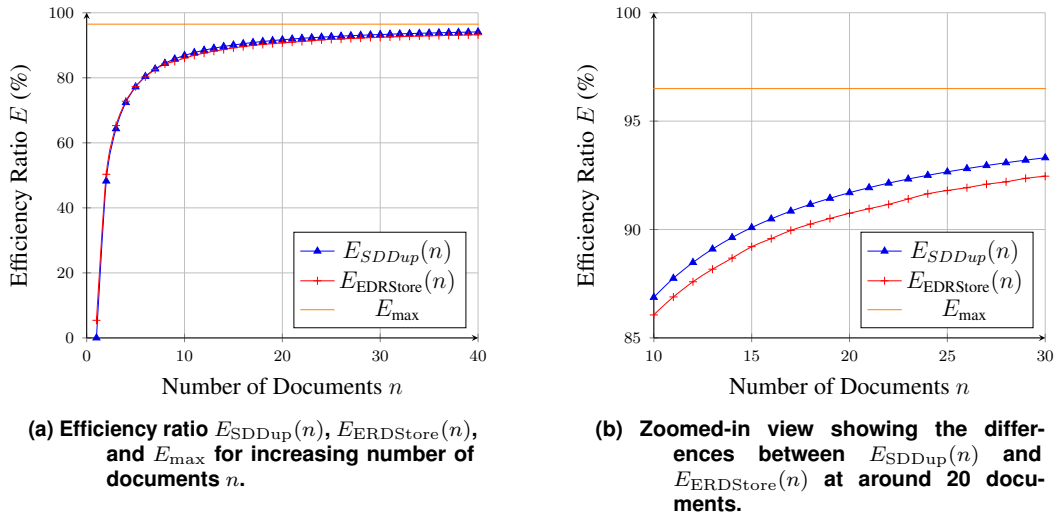 100
80
60
40
20
0
0
10
20
30
40
Efficiency Ratio E (%)
Number of Documents n
E_SDDup(n)
E_EDRStore(n)
E_max
(a) Efficiency ratio E_SDDup(n), E_ERDStore(n),
and E_max for increasing number of
documents n.
100
95
90
85
10
15
20
25
30
Efficiency Ratio E (%)
Number of Documents n
E_SDDup(n)
E_EDRStore(n)
E_max
(b) Zoomed-in view showing the differ-
ences between E_SDDup(n) and
E_ERDStore(n) at around 20 docu-
ments.